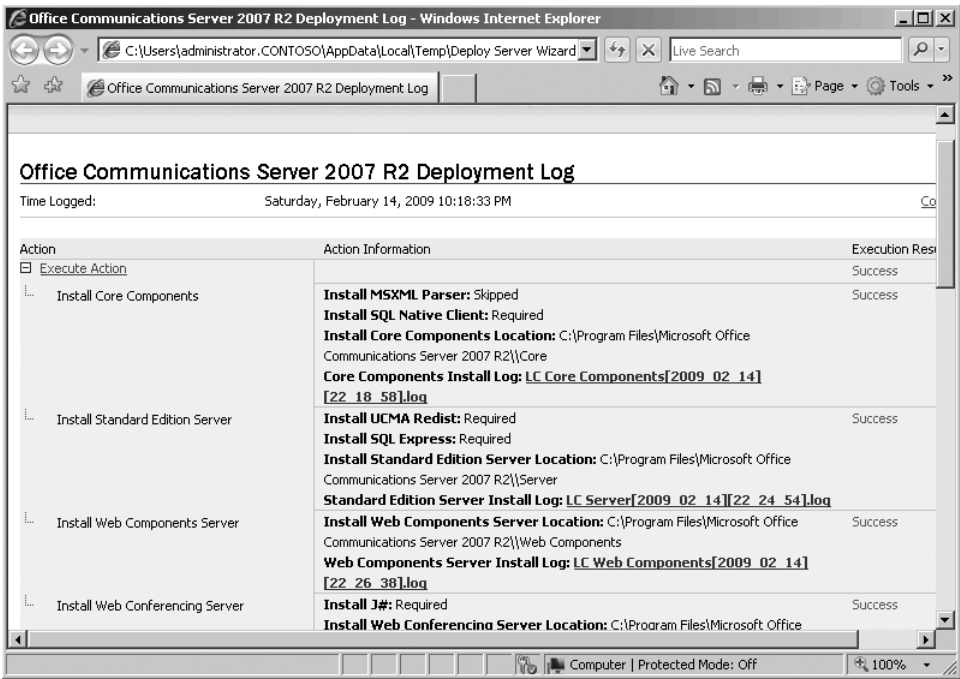 Office Communications Server 2007 R2 Deployment Log - Windows Internet Explorer
C:\Users\administrator.CONTOSO\AppData\Local\Temp\Deploy Server Wizard
Live Search
Office Communications Server 2007 R2 Deployment Log
Page
Tools
Office Communications Server 2007 R2 Deployment Log
Time Logged: Saturday, February 14, 2009 10:18:33 PM Co
Action Action Information Execution Resu
Execute Action Success
Install Core Components Install MSXML Parser: Skipped Success
Install SQL Native Client: Required
Install Core Components Location: C:\Program Files\Microsoft Office
Communications Server 2007 R2\\Core
Core Components Install Log: LC Core Components[2009_02_14]
[22_18_58].log
Install Standard Edition Server Install UCMA Redist: Required Success
Install SQL Express: Required
Install Standard Edition Server Location: C:\Program Files\Microsoft Office
Communications Server 2007 R2\\Server
Standard Edition Server Install Log: LC Server[2009_02_14][22_24_54].log
Install Web Components Server Install Web Components Server Location: C:\Program Files\Microsoft Office Success
Communications Server 2007 R2\\Web Components
Web Components Server Install Log: LC Web Components[2009_02_14]
[22_26_38].log
Install Web Conferencing Server Install J#: Required Success
Install Web Conferencing Server Location: C:\Program Files\Microsoft Office
Computer | Protected Mode: Off 100%